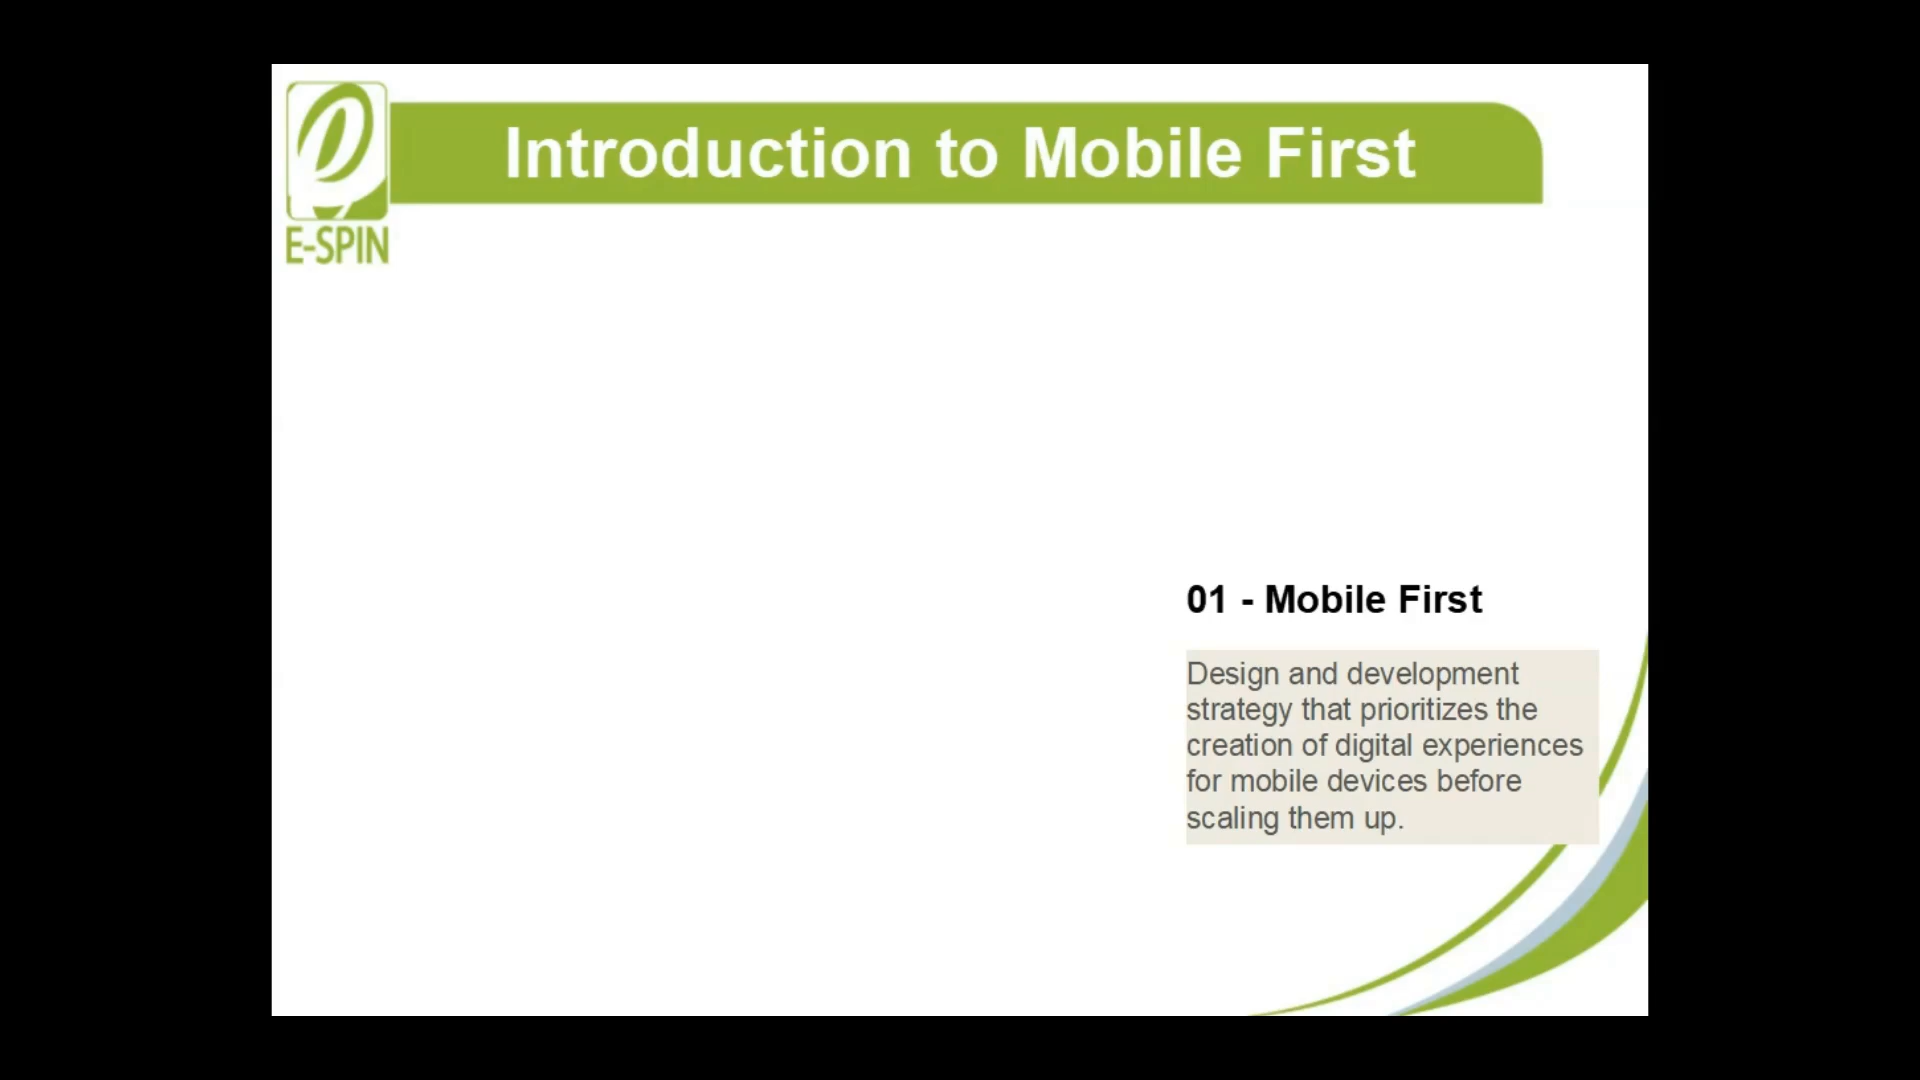 Introduction to Mobile First
E-SPIN
01 - Mobile First
Design and development
strategy that prioritizes the
creation of digital experiences
for mobile devices before
scaling them up.